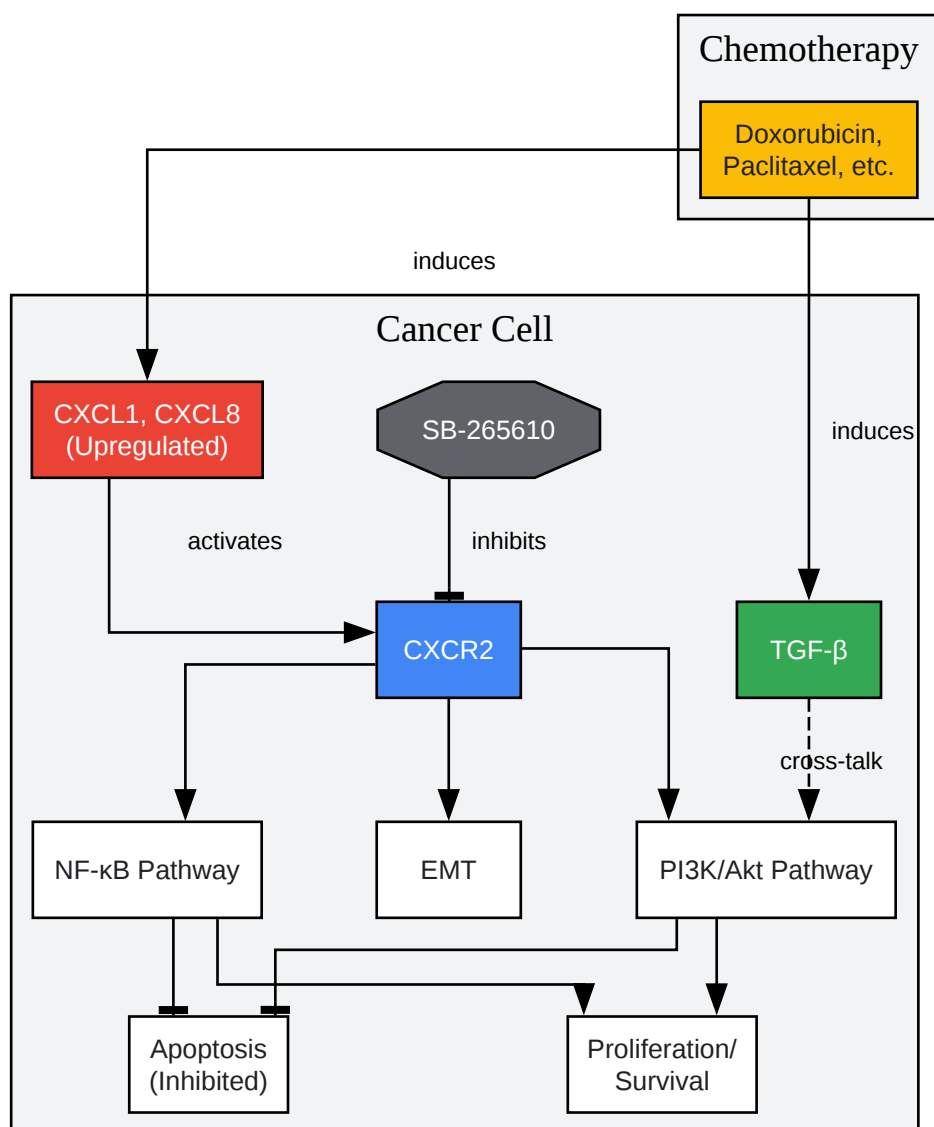 Chemotherapy
Doxorubicin,
Paclitaxel, etc.
induces
Cancer Cell
CXCL1, CXCL8
(Upregulated)
SB-265610
induces
activates
inhibits
CXCR2
TGF-β
cross-talk
NF-κB Pathway
EMT
PI3K/Akt Pathway
Apoptosis
(Inhibited)
Proliferation/
Survival